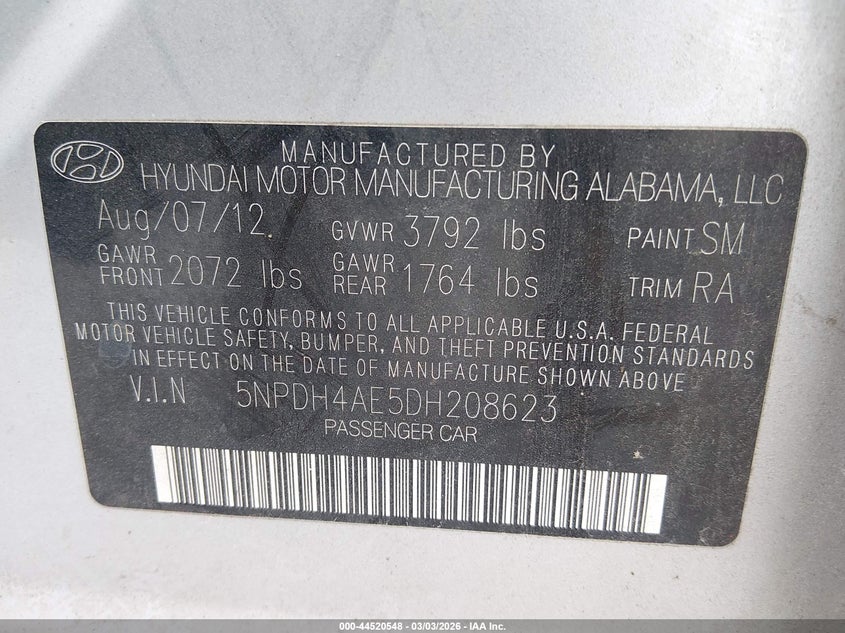 MANUFACTURED BY
HYUNDAI MOTOR MANUFACTURING ALABAMA, LLC
Aug/07/12. GVWR 3792 lbs PAINT SM
GAWR FRONT 2072 lbs GAWR REAR 1764 lbs TRIM RA
THIS VEHICLE CONFORMS TO ALL APPLICABLE U.S.A. FEDERAL
MOTOR VEHICLE SAFETY, BUMPER, AND THEFT PREVENTION STANDARDS
IN EFFECT ON THE DATE OF MANUFACTURE SHOWN ABOVE
V.I.N 5NPDH4AE5DH208623
PASSENGER CAR
000-44520548 - 03/03/2026 - IAA Inc.